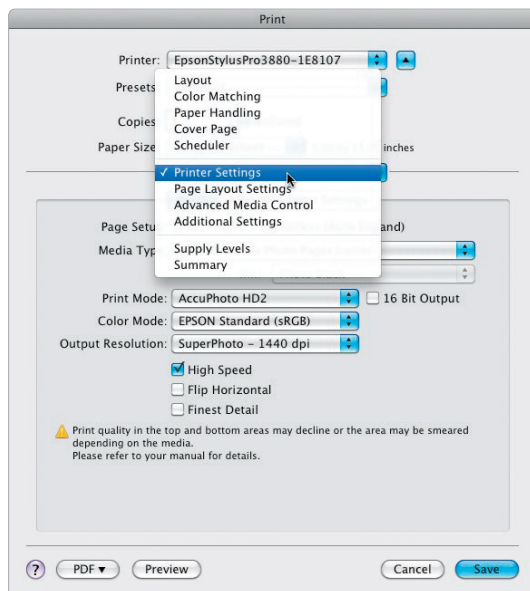 Print
Printer: EpsonStylusPro3880-1E8107
Presets
Layout
Color Matching
Copies
Paper Handling
Cover Page
Paper Size
Scheduler
inches
✓ Printer Settings
Page Layout Settings
Advanced Media Control
Additional Settings
Page Setu
and)
Media Typ
Supply Levels
Summary
Print Mode: AccuPhoto HD2
16 Bit Output
Color Mode: EPSON Standard (sRGB)
Output Resolution: SuperPhoto – 1440 dpi
High Speed
Flip Horizontal
Finest Detail
Print quality in the top and bottom areas may decline or the area may be smeared
depending on the media.
Please refer to your manual for details.
? PDF ▾ Preview Cancel Save